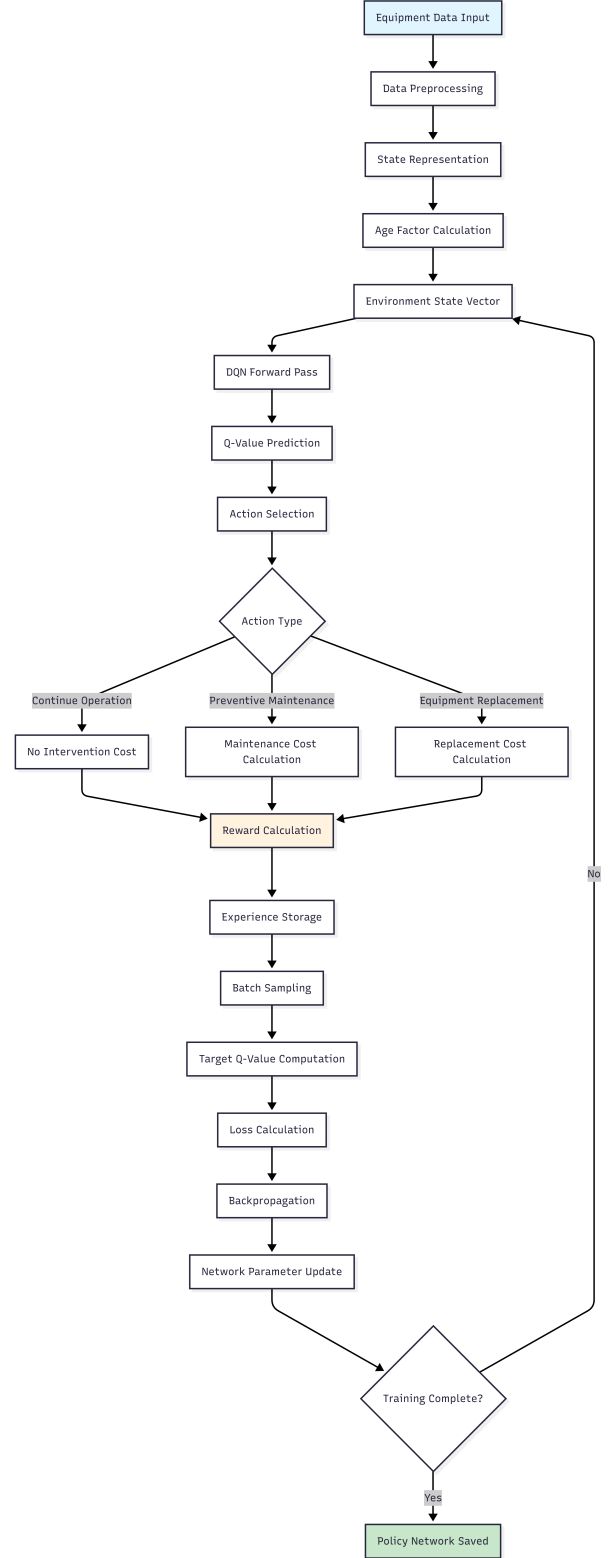 Equipment Data Input
Data Preprocessing
State Representation
Age Factor Calculation
Environment State Vector
DQN Forward Pass
Q-Value Prediction
Action Selection
Action Type
Continue Operation
Preventive Maintenance
Equipment Replacement
No Intervention Cost
Maintenance Cost
Calculation
Replacement Cost
Calculation
Reward Calculation
No
Experience Storage
Batch Sampling
Target Q-Value Computation
Loss Calculation
Backpropagation
Network Parameter Update
Training Complete?
Yes
Policy Network Saved